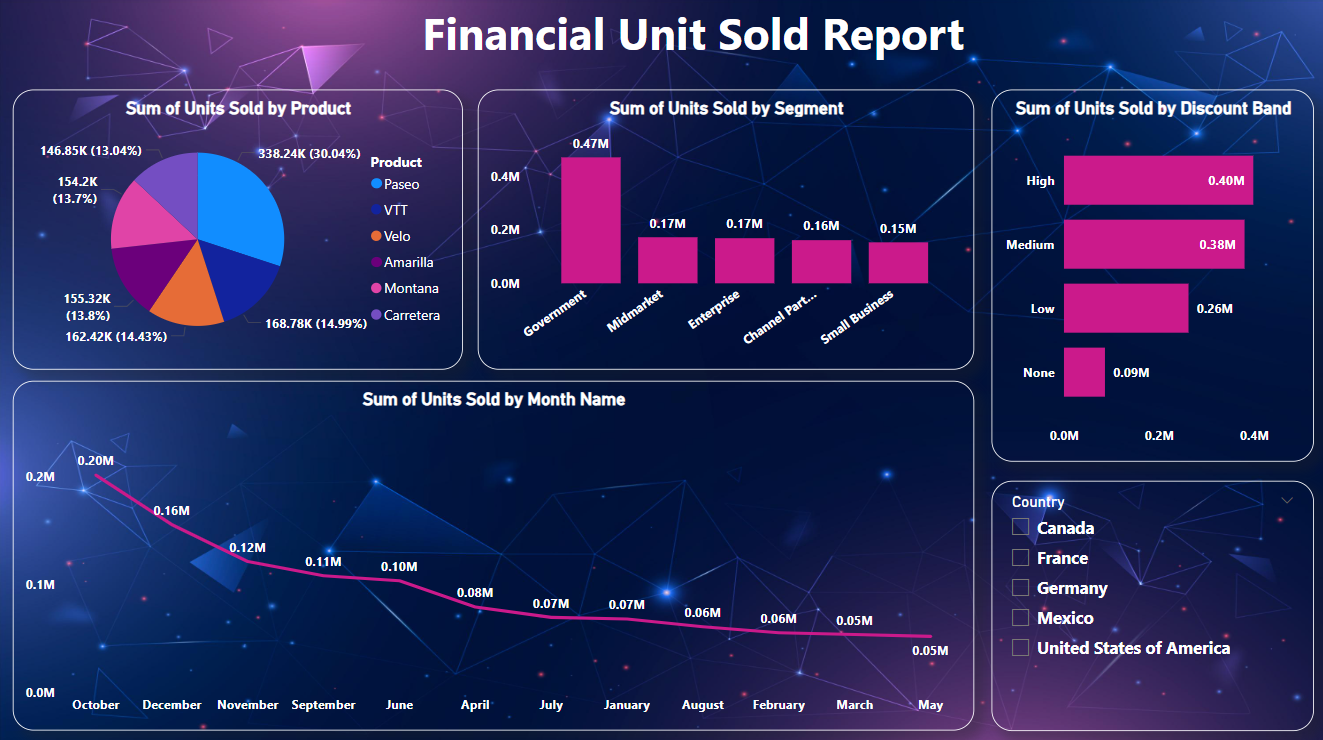 Financial Unit Sold Report
Sum of Units Sold by Product
146.85K (13.04%)
338.24K (30.04%)
154.2K
(13.7%)
155.32K
(13.8%)
162.42K (14.43%)
168.78K (14.99%)
Product
Paseo
VTT
Velo
Amarilla
Montana
Carretera
Sum of Units Sold by Segment
0.4M
0.2M
0.0M
0.47M
0.17M
0.17M
0.16M
0.15M
Government
Midmarket
Enterprise
Channel Part...
Small Business
Sum of Units Sold by Discount Band
High
0.40M
Medium
0.38M
Low
0.26M
None
0.09M
0.0M 0.2M 0.4M
Sum of Units Sold by Month Name
0.2M
0.1M
0.0M
0.20M
0.16M
0.12M
0.11M
0.10M
0.08M
0.07M
0.07M
0.06M
0.06M
0.05M
0.05M
October December November September June April July January August February March May
Country
Canada
France
Germany
Mexico
United States of America